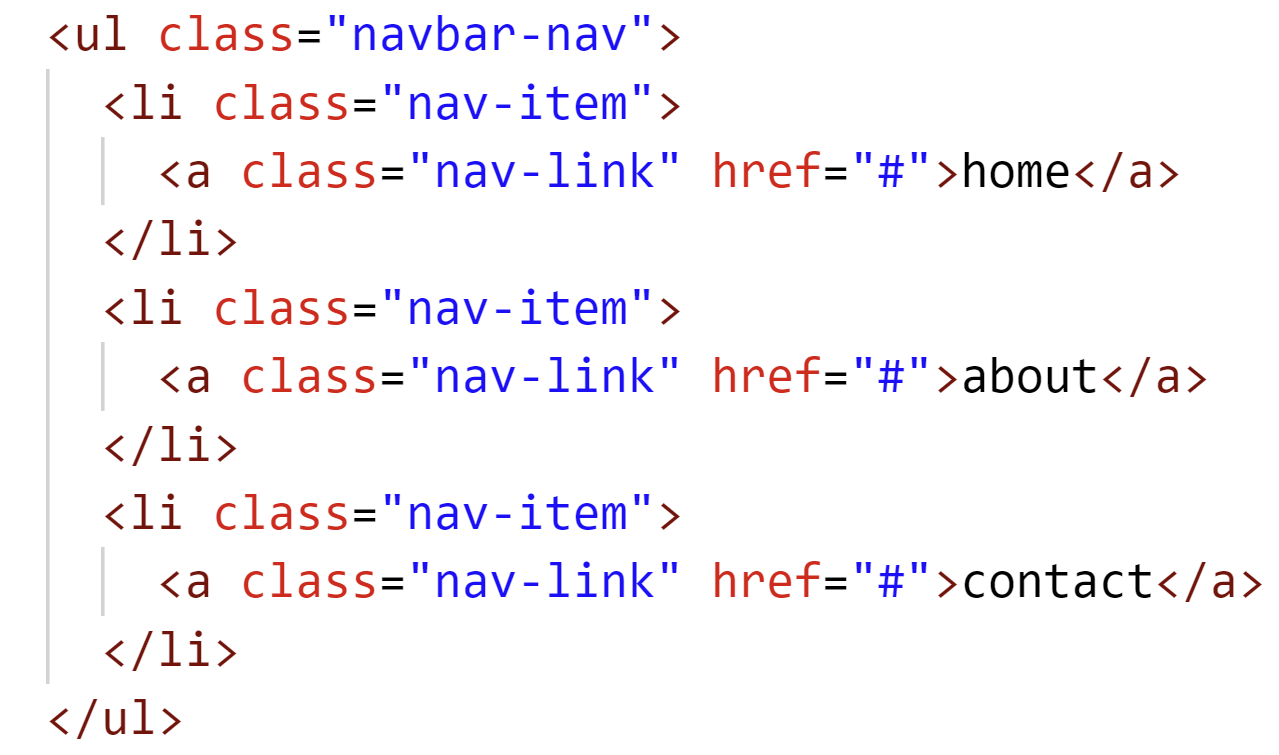 <ul class="navbar-nav">
  <li class="nav-item">
    <a class="nav-link" href="#">home</a>
  </li>
  <li class="nav-item">
    <a class="nav-link" href="#">about</a>
  </li>
  <li class="nav-item">
    <a class="nav-link" href="#">contact</a>
  </li>
</ul>